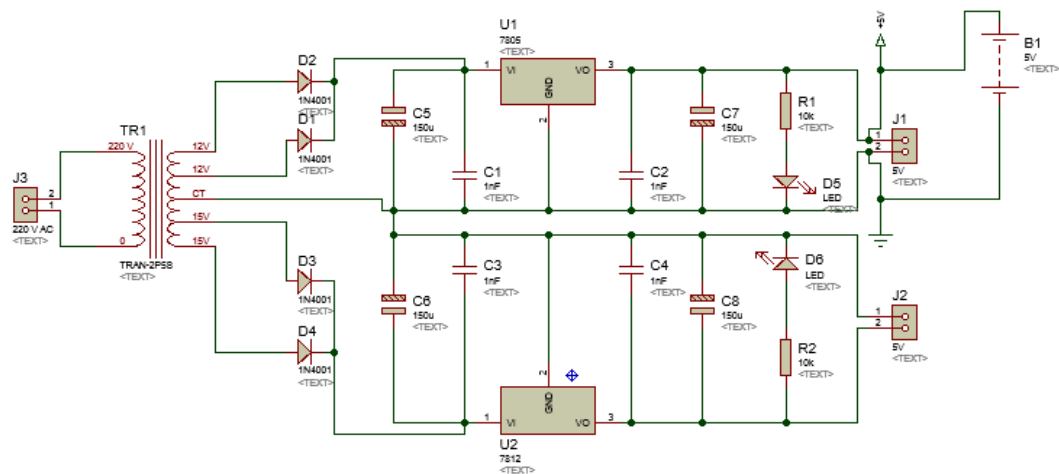 U1
7805
<TEXT>
1
VI
VO
3
GND
2
D2
1N4001
<TEXT>
D1
1N4001
<TEXT>
C5
150u
<TEXT>
C1
1nF
<TEXT>
C2
1nF
<TEXT>
C7
150u
<TEXT>
R1
10k
<TEXT>
D5
LED
<TEXT>
+5V
B1
5V
<TEXT>
J1
1
2
5V
<TEXT>
TR1
220 V
0
12V
12V
CT
15V
15V
TRAN-2P5S
<TEXT>
J3
2
1
220 V AC
<TEXT>
D3
1N4001
<TEXT>
D4
1N4001
<TEXT>
C3
1nF
<TEXT>
C6
150u
<TEXT>
C4
1nF
<TEXT>
C8
150u
<TEXT>
D6
LED
<TEXT>
R2
10k
<TEXT>
J2
1
2
5V
<TEXT>
2
GND
1
VI
VO
3
U2
7812
<TEXT>